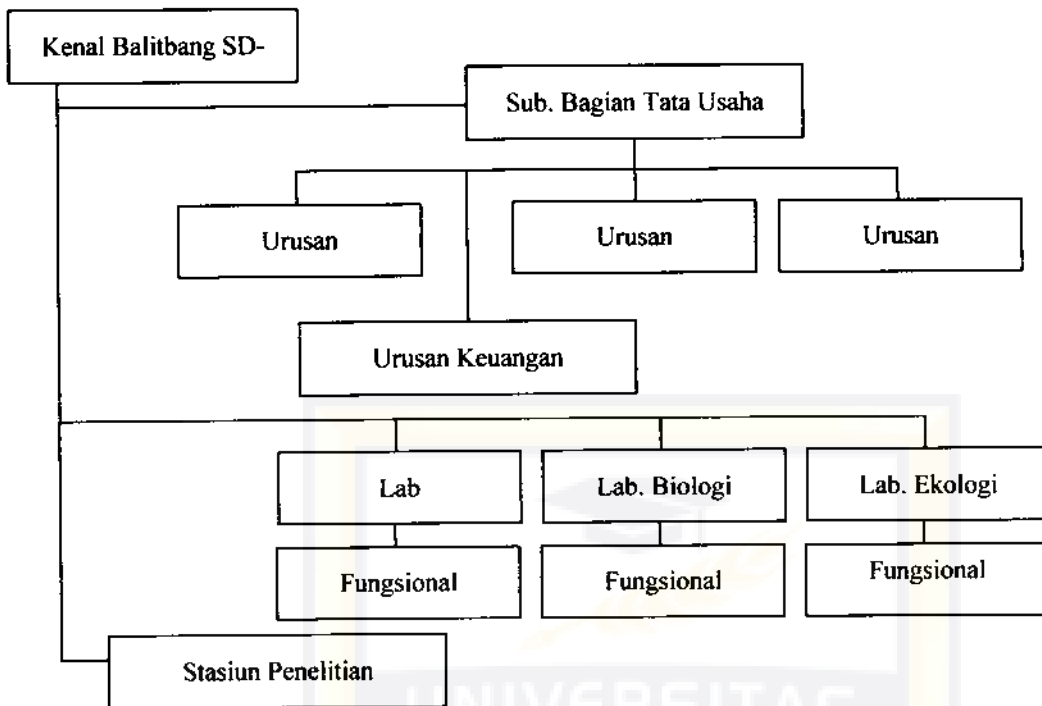 Kenal Balitbang SD-
Sub. Bagian Tata Usaha
Urusan
Urusan
Urusan
Urusan Keuangan
Lab
Lab. Biologi
Lab. Ekologi
Fungsional
Fungsional
Fungsional
Stasiun Penelitian
UNIVERSITAS